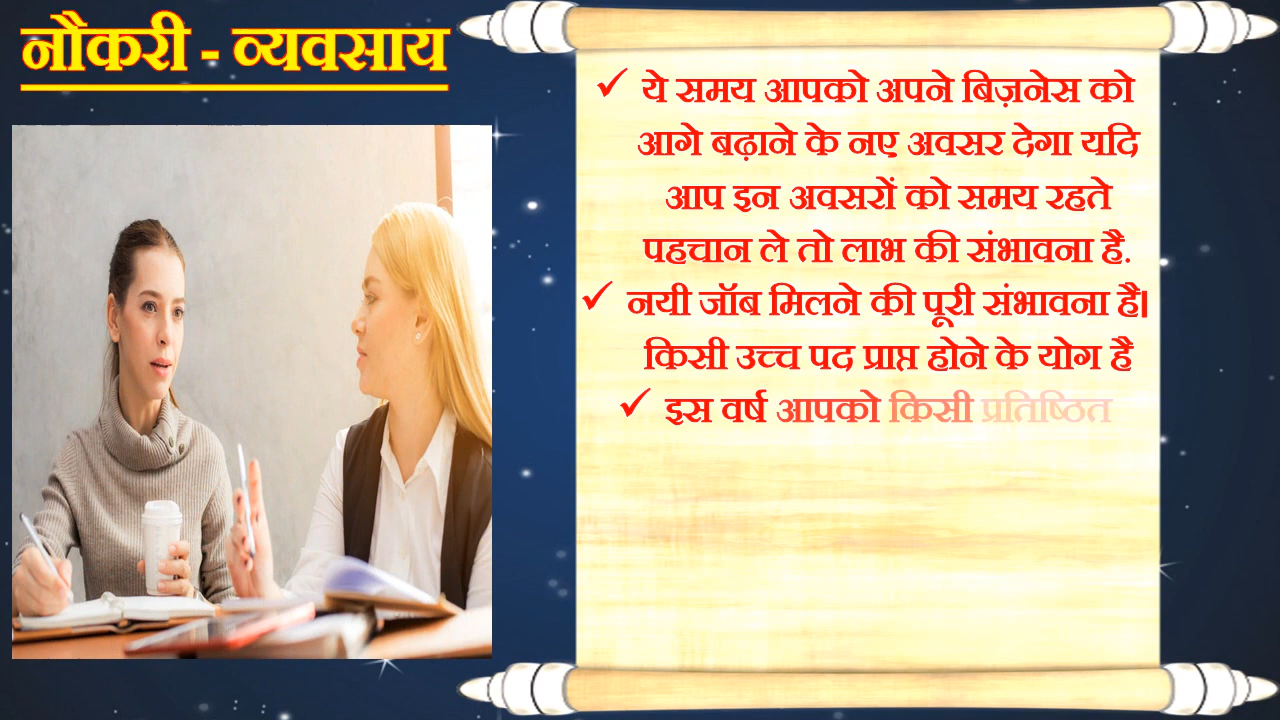 नौकरी - व्यवसाय
✓ ये समय आपको अपने बिज़नेस को
आगे बढ़ाने के नए अवसर देगा यदि
आप इन अवसरों को समय रहते
पहचान ले तो लाभ की संभावना है.
✓ नयी जॉब मिलने की पूरी संभावना है।
किसी उच्च पद प्राप्त होने के योग है
✓ इस वर्ष आपको किसी प्रतिष्ठित